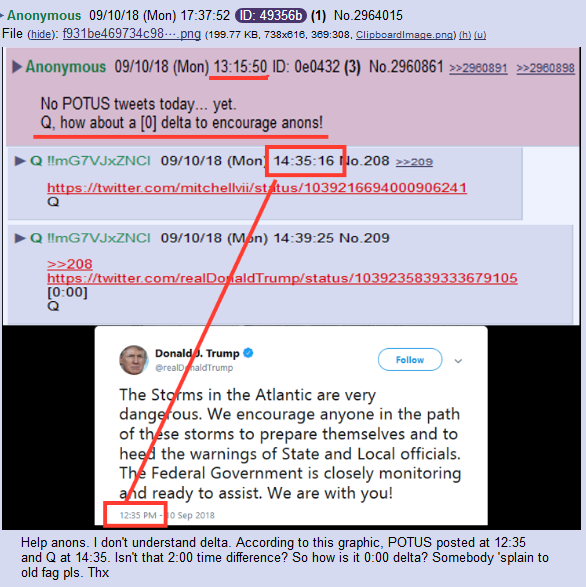 Anonymous 09/10/18 (Mon) 17:37:52 ID: 49356b (1) No.2964015
File (hide): f931be469734c98⋯.png (199.77 KB, 738x616, 369:308, ClipboardImage.png) (h) (u)
▶Anonymous 09/10/18 (Mon) 13:15:50 ID: 0e0432 (3) No.2960861 >>2960891 >>2960898
No POTUS tweets today... yet.
Q, how about a [0] delta to encourage anons!
▶Q !!mG7VJxZNCI 09/10/18 (Mon) 14:35:16 No.208 >>209
https://twitter.com/mitchellvii/status/1039216694000906241
Q
▶Q !!mG7VJxZNCI 09/10/18 (Mon) 14:39:25 No.209
>>208
https://twitter.com/realDonaldTrump/status/1039235839333679105
[0:00]
Q
Donald J. Trump
@realDonaldTrump
Follow
The Storms in the Atlantic are very
dangerous. We encourage anyone in the path
of these storms to prepare themselves and to
heed the warnings of State and Local officials.
The Federal Government is closely monitoring
and ready to assist. We are with you!
12:35 PM - 10 Sep 2018
Help anons. I don't understand delta. According to this graphic, POTUS posted at 12:35
and Q at 14:35. Isn't that 2:00 time difference? So how is it 0:00 delta? Somebody 'splain to
old fag pls. Thx